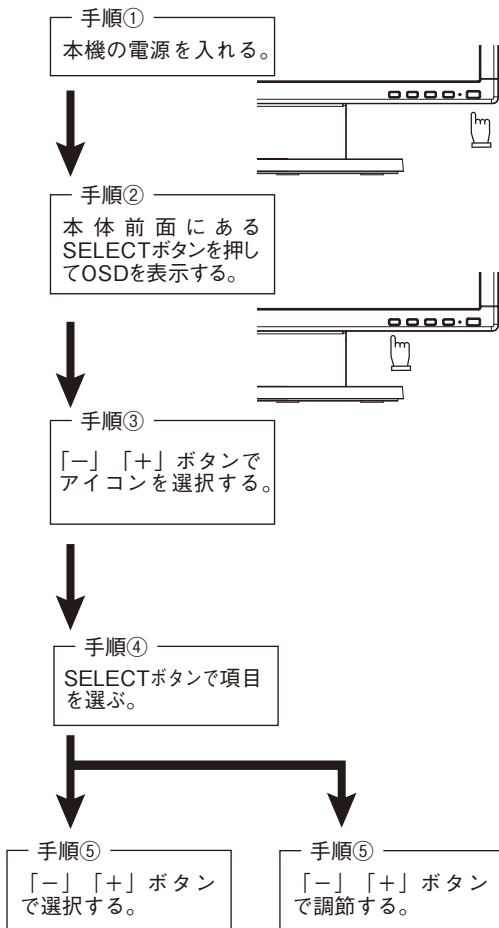 手順①
本機の電源を入れる。
手順②
本体前面にある
SELECTボタンを押し
てOSDを表示する。
手順③
「－」「＋」ボタンで
アイコンを選択する。
手順④
SELECTボタンで項目
を選ぶ。
手順⑤
「－」「＋」ボタン
で選択する。
手順⑤
「－」「＋」ボタン
で調節する。